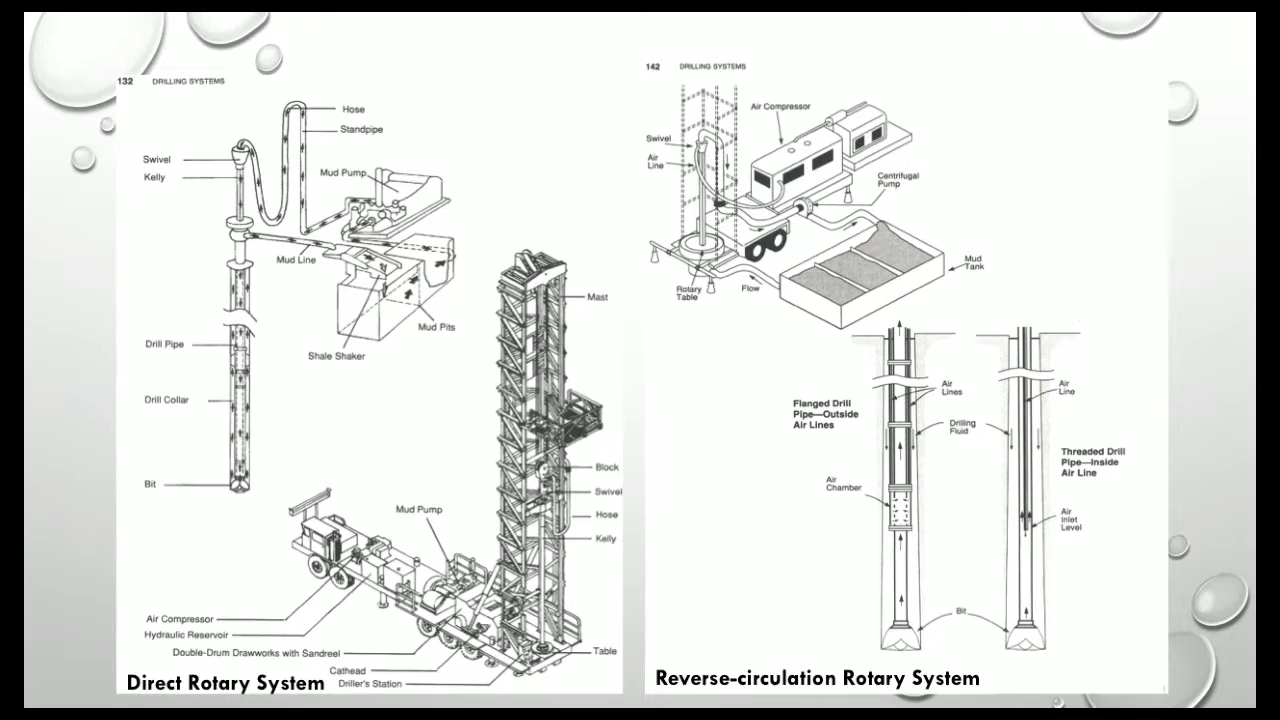 132 DRILLING SYSTEMS
Hose
Standpipe
Swivel
Kelly
Mud Pump
Mud Line
Mud Pits
Shale Shaker
Drill Pipe
Drill Collar
Bit
Mast
Block
Swivel
Hose
Kelly
Mud Pump
Air Compressor
Hydraulic Reservoir
Double-Drum Drawworks with Sandreel
Cathead
Driller's Station
Table
Direct Rotary System
142 DRILLING SYSTEMS
Air Compressor
Swivel
Air
Line
Centrifugal
Pump
Mud
Tank
Rotary
Table
Flow
Flanged Drill
Pipe—Outside
Air Lines
Air
Lines
Drilling
Fluid
Air
Chamber
Air
Line
Threaded Drill
Pipe—Inside
Air Line
Air
Inlet
Level
Bit
Reverse-circulation Rotary System